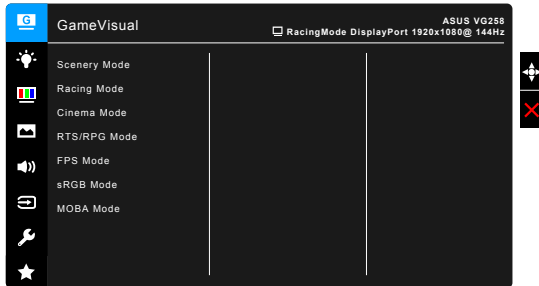 G
GameVisual
ASUS VG258
RacingMode DisplayPort 1920x1080@ 144Hz
Scenery Mode
Racing Mode
Cinema Mode
RTS/RPG Mode
FPS Mode
sRGB Mode
MOBA Mode